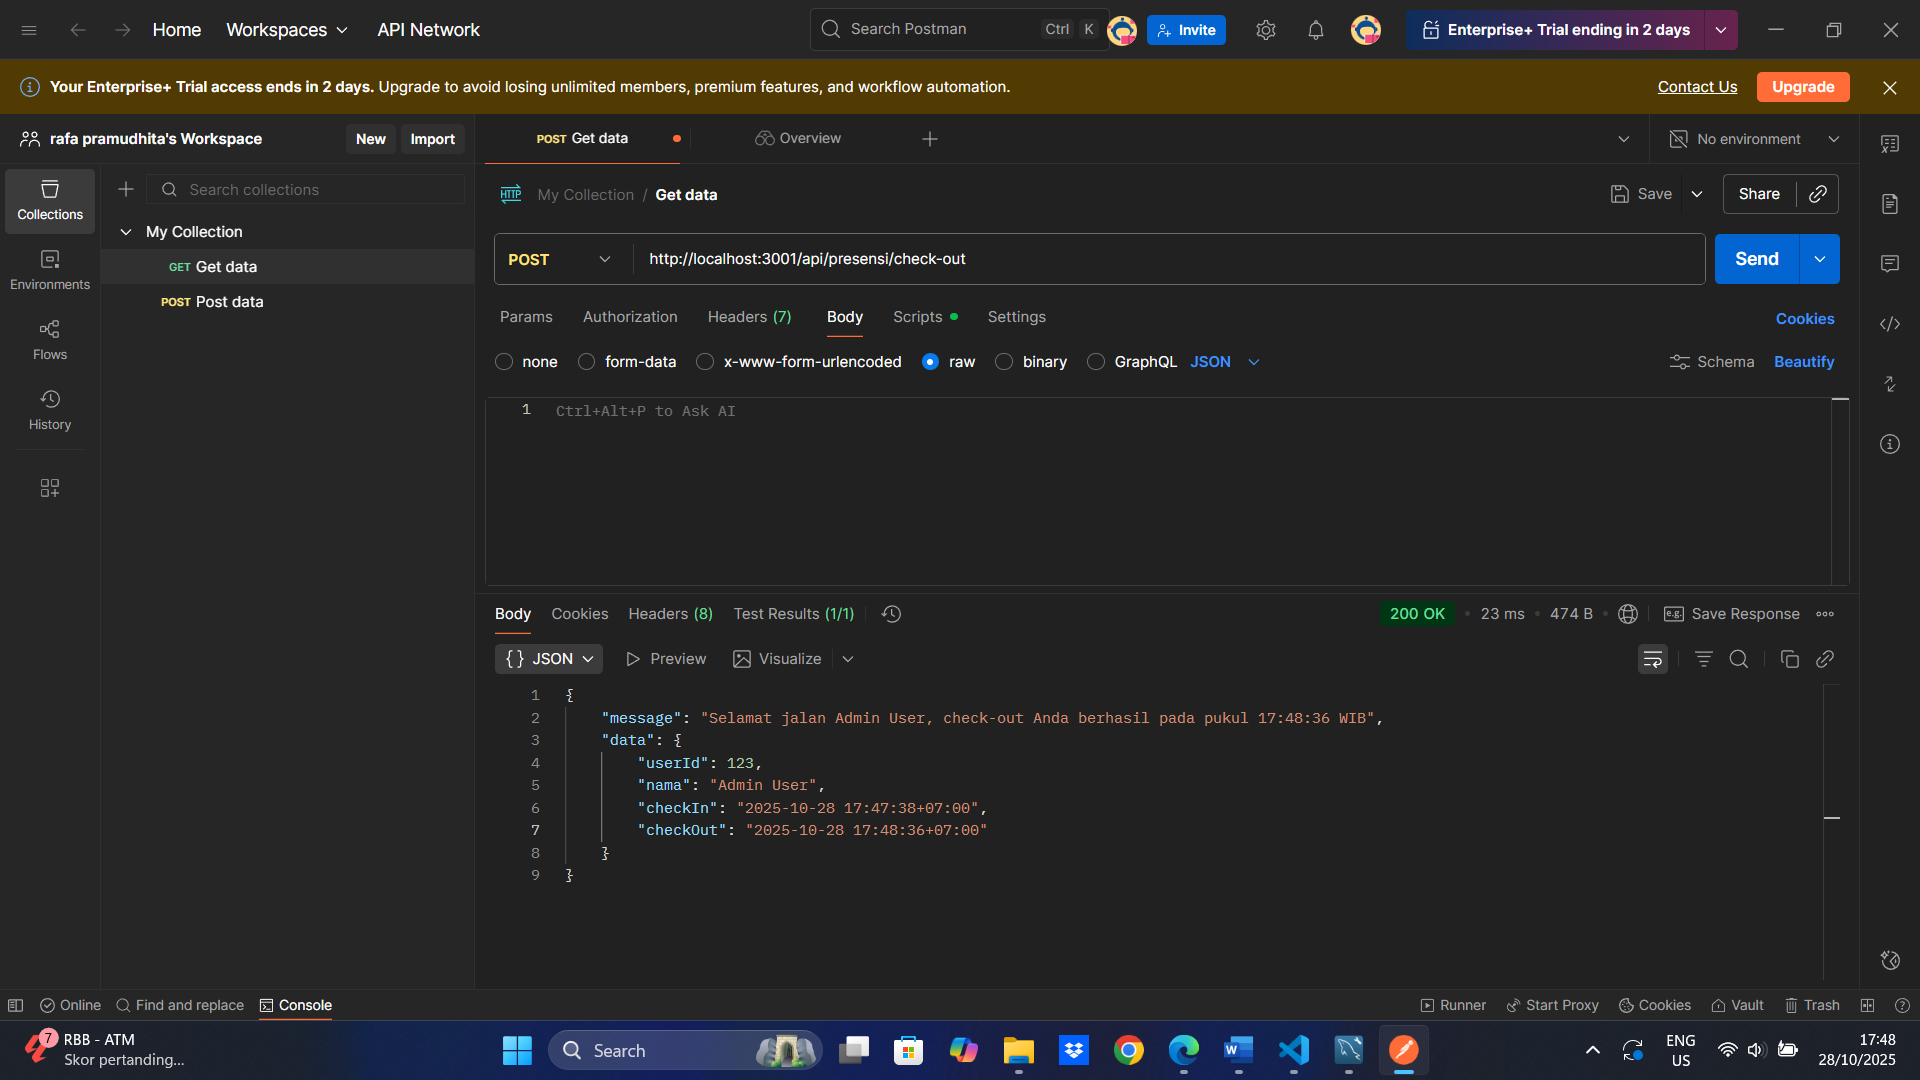 Home
Workspaces
API Network
Search Postman
Ctrl K
Invite
Enterprise+ Trial ending in 2 days
Your Enterprise+ Trial access ends in 2 days. Upgrade to avoid losing unlimited members, premium features, and workflow automation.
Contact Us
Upgrade
rafa pramudhita's Workspace
New
Import
POST Get data
Overview
No environment
Collections
Environments
Flows
History
Search collections
My Collection
GET Get data
POST Post data
HTTP
My Collection / Get data
Save
Share
POST
http://localhost:3001/api/presensi/check-out
Send
Params
Authorization
Headers (7)
Body
Scripts
Settings
Cookies
none
form-data
x-www-form-urlencoded
raw
binary
GraphQL
JSON
Schema
Beautify
1 Ctrl+Alt+P to Ask AI
Body
Cookies
Headers (8)
Test Results (1/1)
200 OK
23 ms
474 B
e.g. Save Response
{} JSON
Preview
Visualize
1 {
2 "message": "Selamat jalan Admin User, check-out Anda berhasil pada pukul 17:48:36 WIB",
3 "data": {
4 "userId": 123,
5 "nama": "Admin User",
6 "checkIn": "2025-10-28 17:47:38+07:00",
7 "checkOut": "2025-10-28 17:48:36+07:00"
8 }
9 }
Online
Find and replace
Console
Runner
Start Proxy
Cookies
Vault
Trash
7
RBB - ATM
Skor pertanding...
Search
W
ENG
US
17:48
28/10/2025